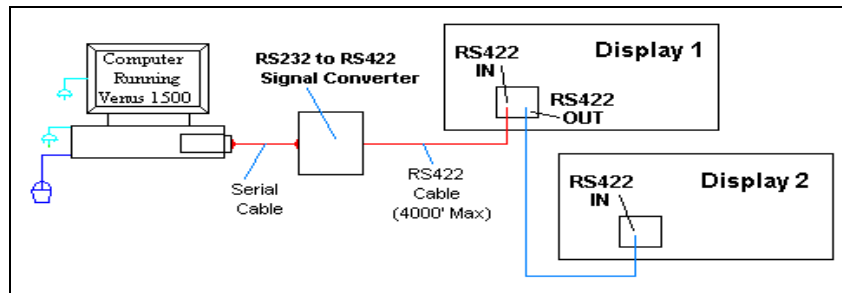 Computer
Running
Venus 1500
RS232 to RS422
Signal Converter
Serial
Cable
RS422
Cable
(4000' Max)
RS422
IN
Display 1
RS422
OUT
RS422
IN
Display 2